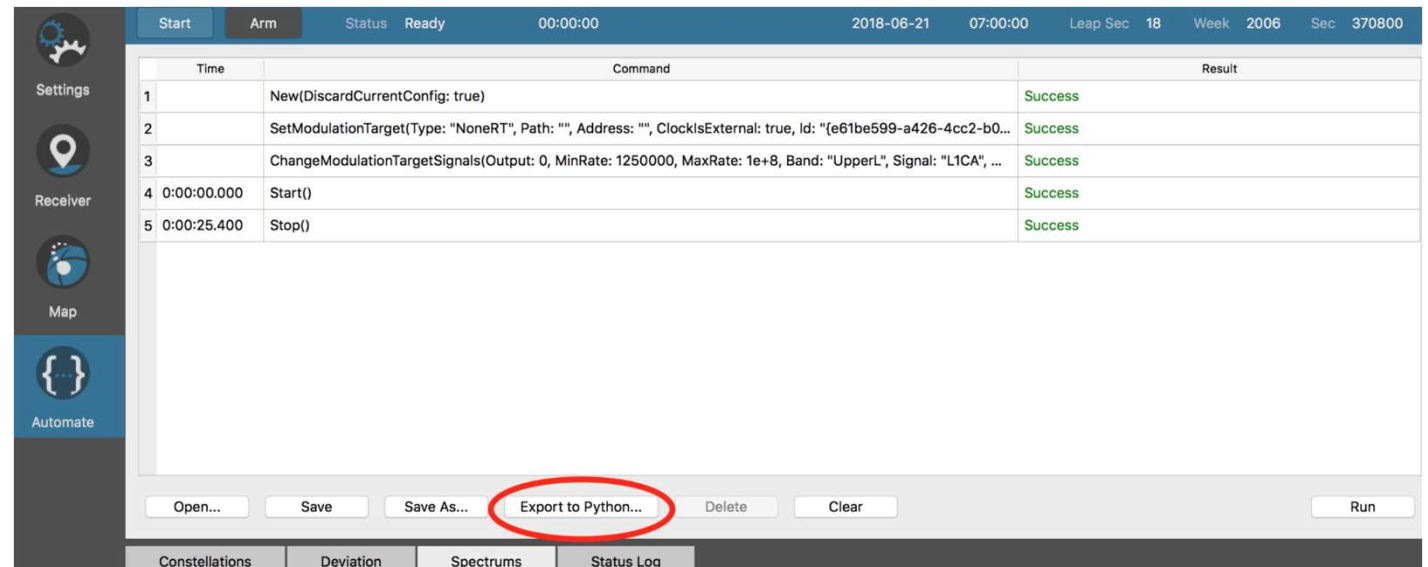 Start Arm Status Ready 00:00:00 2018-06-21 07:00:00 Leap Sec 18 Week 2006 Sec 370800
Settings
Receiver
Map
Automate
Time Command Result
1 New(DiscardCurrentConfig: true) Success
2 SetModulationTarget(Type: "NoneRT", Path: "", Address: "", ClockIsExternal: true, Id: "{e61be599-a426-4cc2-b0... Success
3 ChangeModulationTargetSignals(Output: 0, MinRate: 1250000, MaxRate: 1e+8, Band: "UpperL", Signal: "L1CA", ... Success
4 0:00:00.000 Start() Success
5 0:00:25.400 Stop() Success
Open... Save Save As... Export to Python... Delete Clear Run
Constellations Deviation Spectrums Status Log